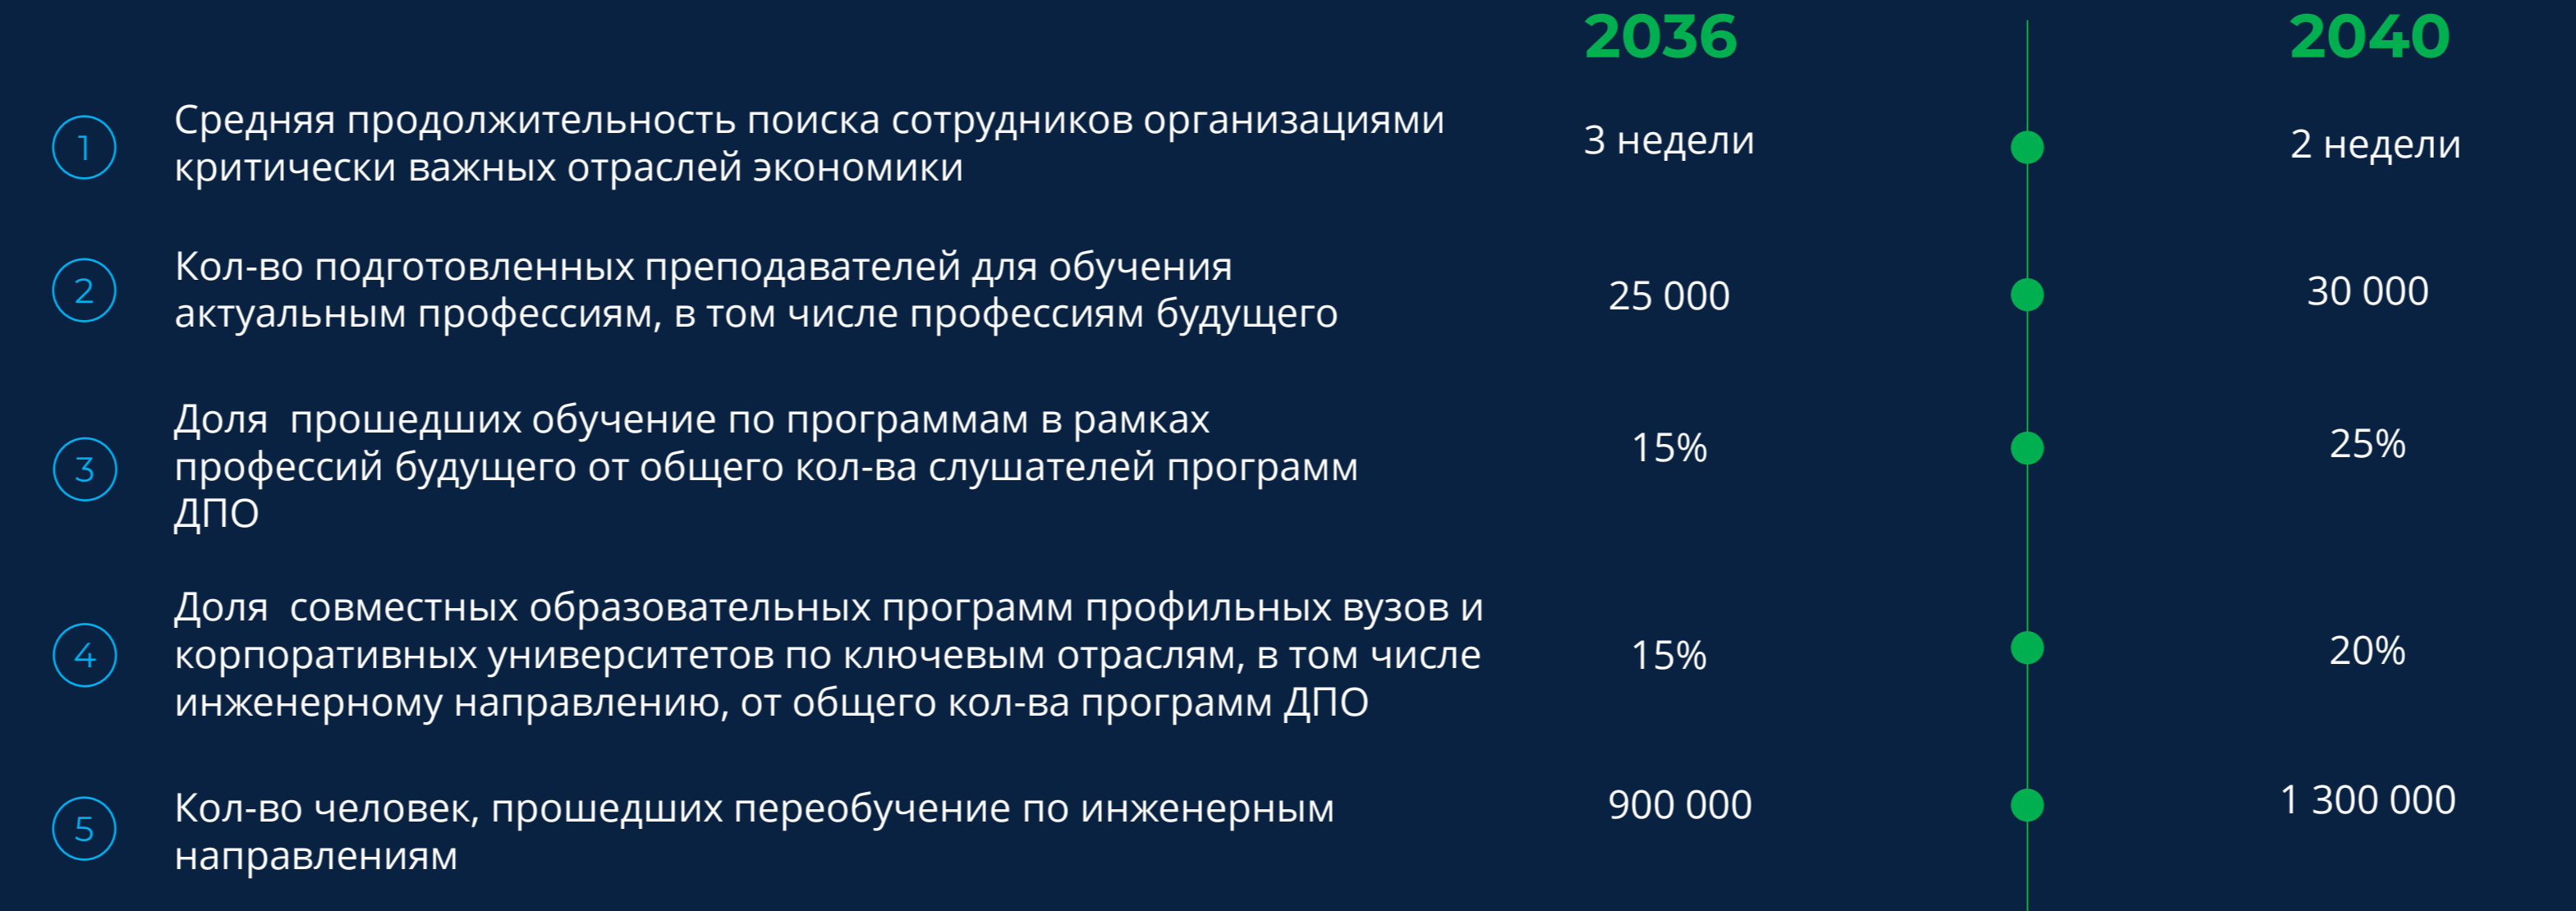 2036 2040
1 Средняя продолжительность поиска сотрудников организациями
критически важных отраслей экономики
3 недели 2 недели
2 Кол-во подготовленных преподавателей для обучения
актуальным профессиям, в том числе профессиям будущего
25 000 30 000
3 Доля прошедших обучение по программам в рамках
профессий будущего от общего кол-ва слушателей программ
ДПО
15% 25%
4 Доля совместных образовательных программ профильных вузов и
корпоративных университетов по ключевым отраслям, в том числе
инженерному направлению, от общего кол-ва программ ДПО
15% 20%
5 Кол-во человек, прошедших переобучение по инженерным
направлениям
900 000 1 300 000